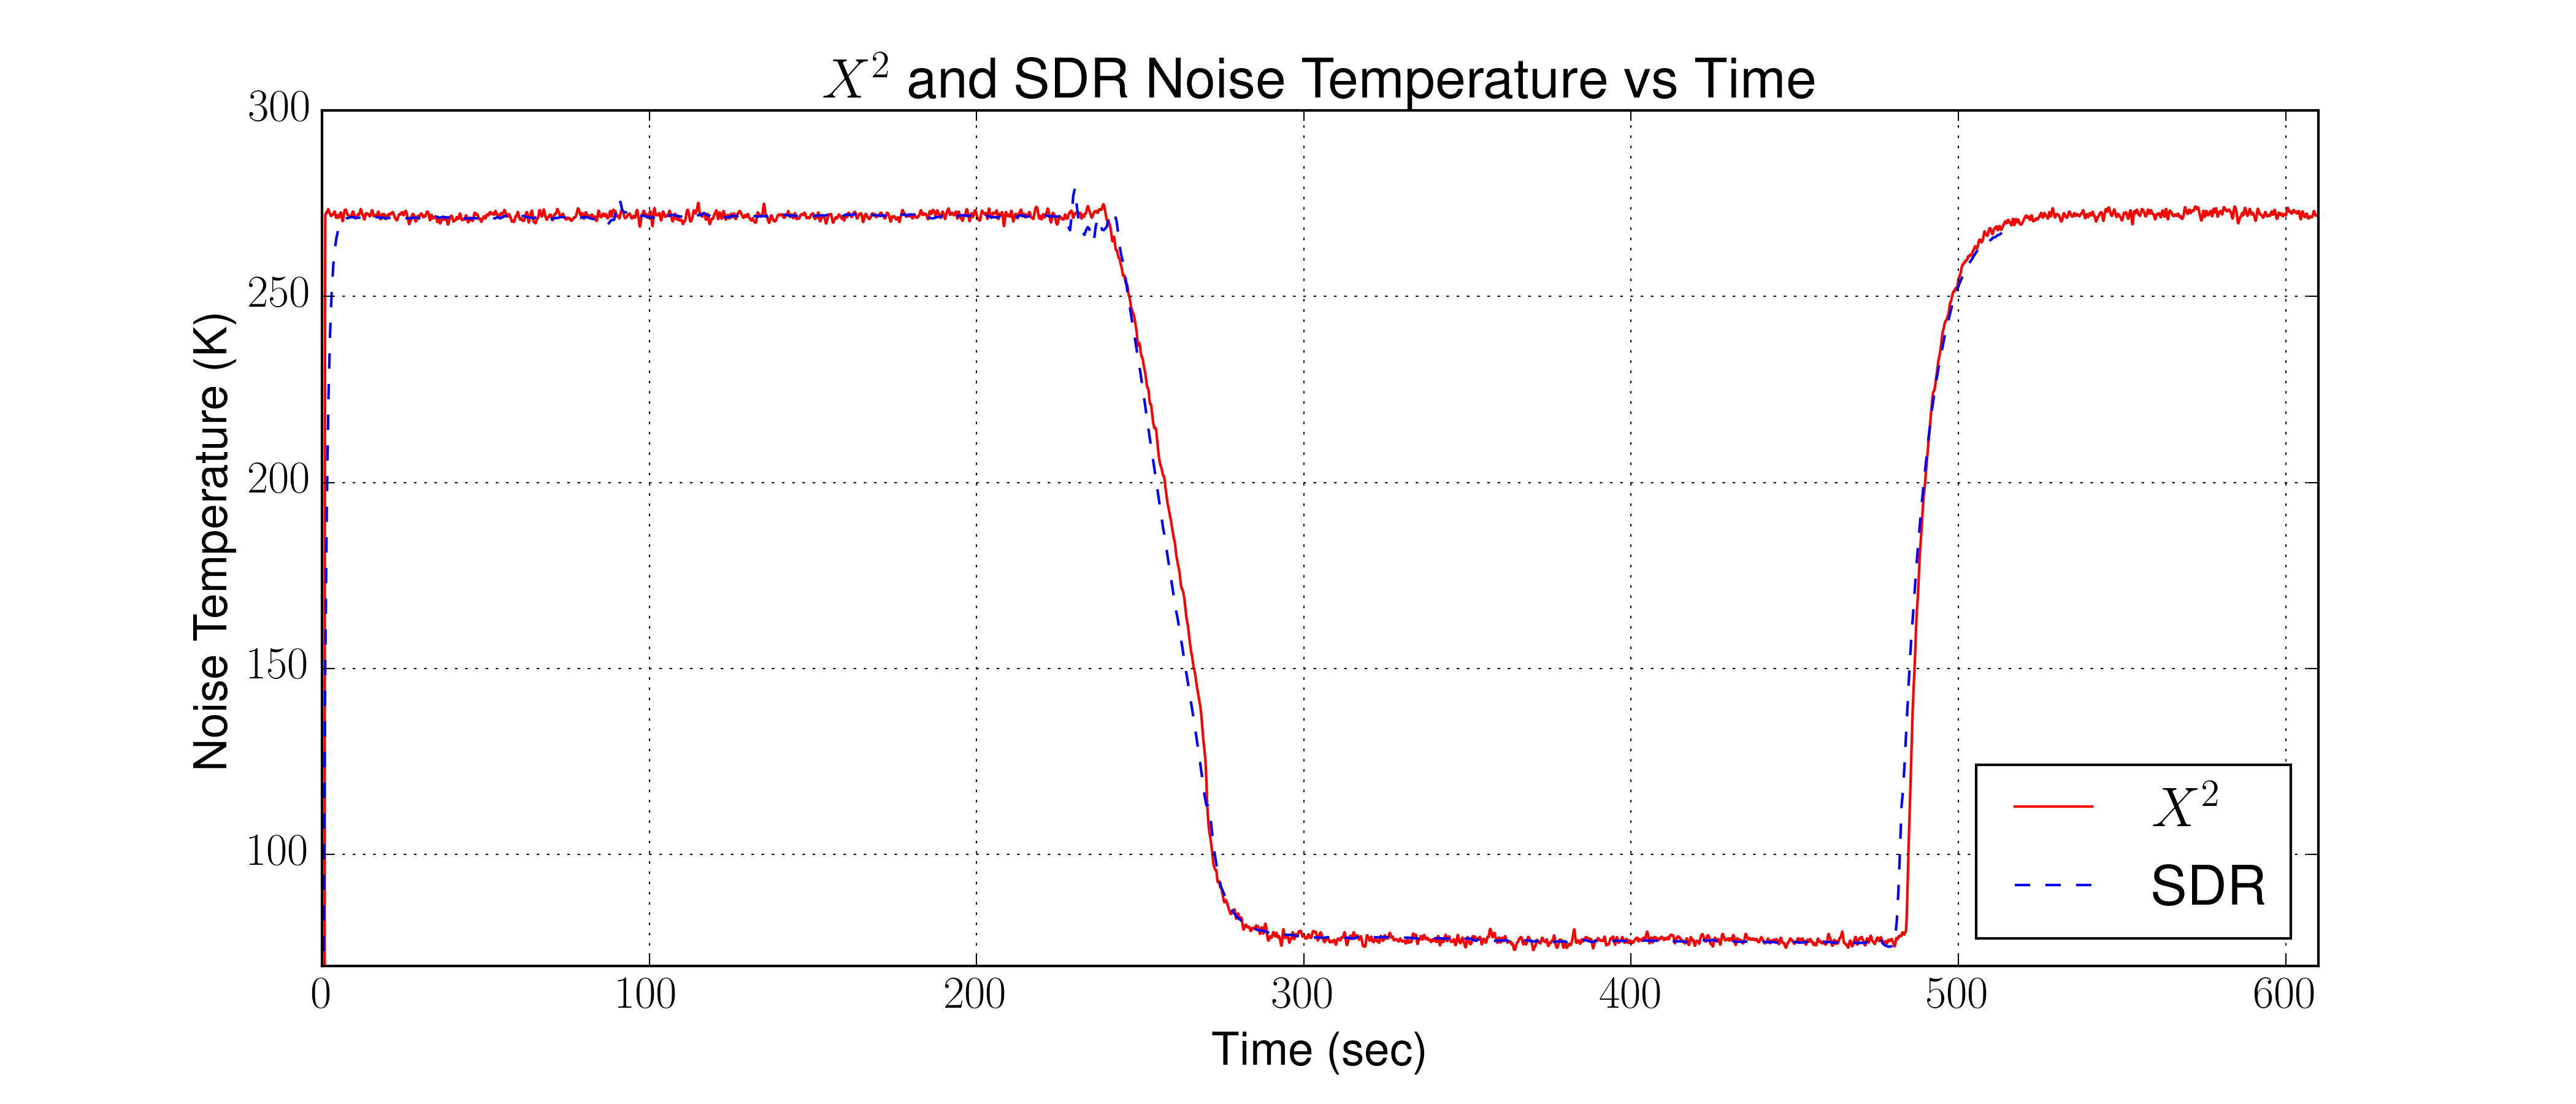 X² and SDR Noise Temperature vs Time
Noise Temperature (K)
300
250
200
150
100
0 100 200 300 400 500 600
Time (sec)
X²
SDR